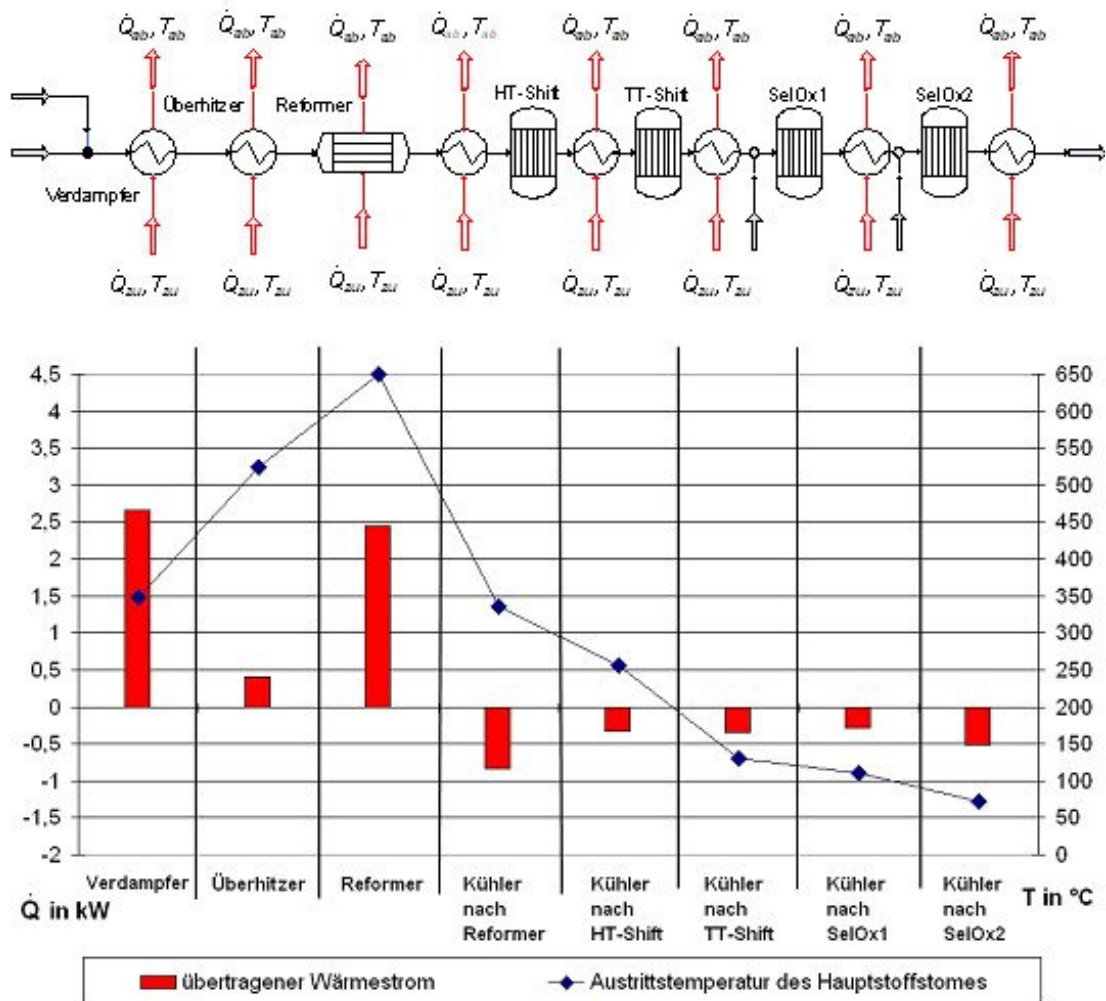 Q̇ab, Tab Q̇ab, Tab Q̇ab, Tab Q̇ab, Tab Q̇ab, Tab Q̇ab, Tab Q̇ab, Tab Q̇ab, Tab
Überhitzer Reformer HT-Shift TT-Shift SelOx1 SelOx2
Verdampfer
Q̇zu, Tzu Q̇zu, Tzu Q̇zu, Tzu Q̇zu, Tzu Q̇zu, Tzu Q̇zu, Tzu Q̇zu, Tzu Q̇zu, Tzu
4,5 650
4 600
3,5 550
3 500
2,5 450
2 400
1,5 350
1 300
0,5 250
0 200
-0,5 150
-1 100
-1,5 50
-2 0
Verdampfer Überhitzer Reformer Kühler Kühler Kühler Kühler Kühler
Q̇ in kW nach nach nach nach nach T in °C
Reformer HT-Shift TT-Shift SelOx1 SelOx2
übertragener Wärmestrom Austrittstemperatur des Hauptstoffstomes